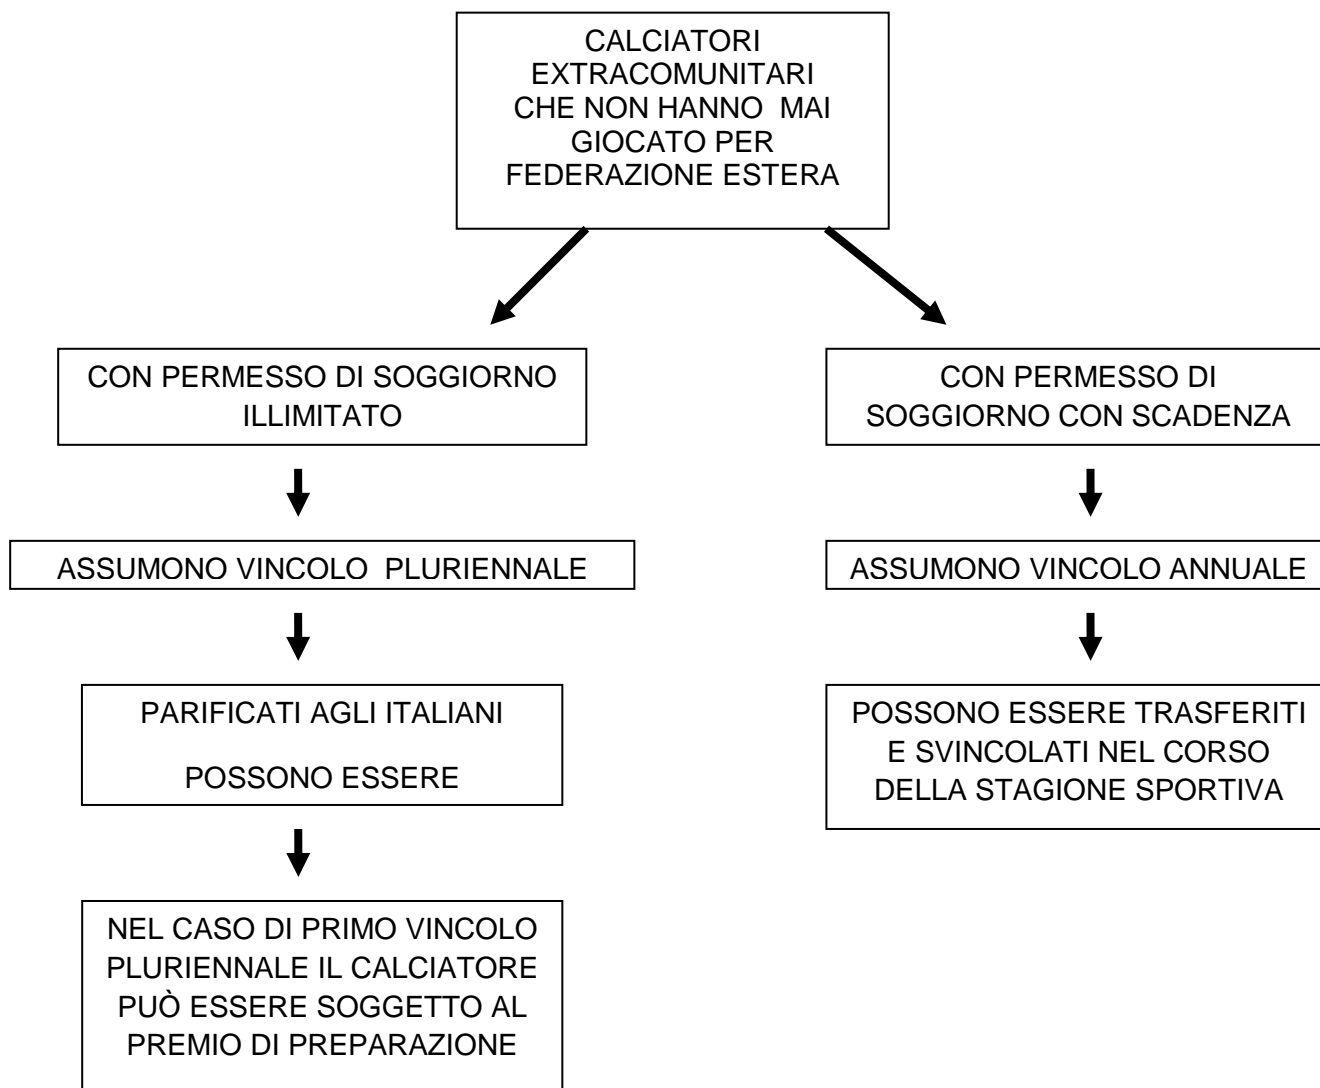 CALCIATORI
EXTRACOMUNITARI
CHE NON HANNO MAI
GIOCATO PER
FEDERAZIONE ESTERA
CON PERMESSO DI SOGGIORNO
ILLIMITATO
CON PERMESSO DI
SOGGIORNO CON SCADENZA
ASSUMONO VINCOLO PLURIENNALE
ASSUMONO VINCOLO ANNUALE
PARIFICATI AGLI ITALIANI
POSSONO ESSERE
POSSONO ESSERE TRASFERITI
E SVINCOLATI NEL CORSO
DELLA STAGIONE SPORTIVA
NEL CASO DI PRIMO VINCOLO
PLURIENNALE IL CALCIATORE
PUÒ ESSERE SOGGETTO AL
PREMIO DI PREPARAZIONE